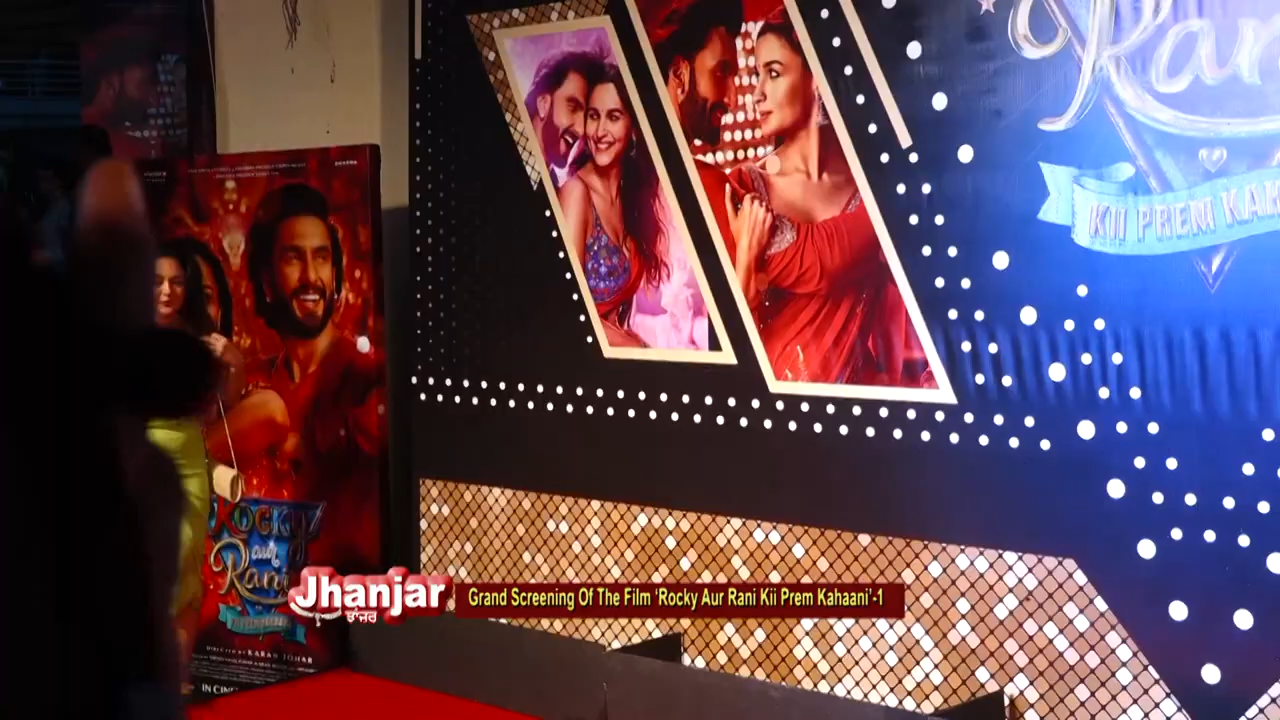 Rani
KII PREM KAH
ROCKY
aur
Rani
DIRECTED BY KARAN JOHAR
IN CIN
Jhanjar
ਝਾਂਜਰ
Grand Screening Of The Film ‘Rocky Aur Rani Kii Prem Kahaani’-1